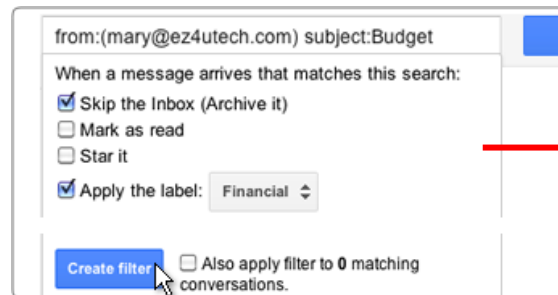 from:(mary@ez4utech.com) subject:Budget
When a message arrives that matches this search:
Skip the Inbox (Archive it)
Mark as read
Star it
Apply the label: Financial
Create filter Also apply filter to 0 matching
conversations.